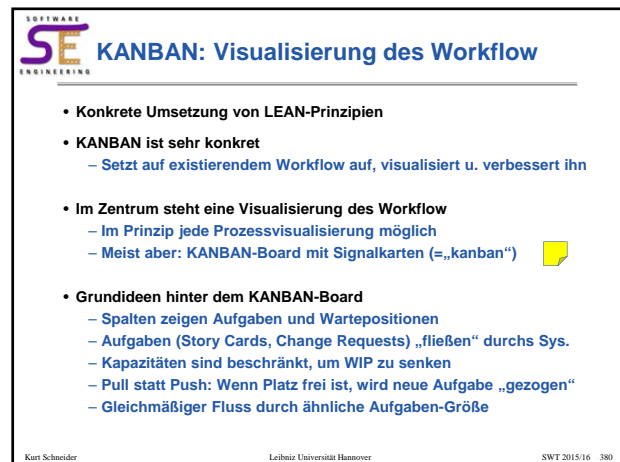 SOFTWARE
SE
ENGINEERING
KANBAN: Visualisierung des Workflow
• Konkrete Umsetzung von LEAN-Prinzipien
• KANBAN ist sehr konkret
– Setzt auf existierendem Workflow auf, visualisiert u. verbessert ihn
• Im Zentrum steht eine Visualisierung des Workflow
– Im Prinzip jede Prozessvisualisierung möglich
– Meist aber: KANBAN-Board mit Signalkarten (=„kanban“)
• Grundideen hinter dem KANBAN-Board
– Spalten zeigen Aufgaben und Wartepositionen
– Aufgaben (Story Cards, Change Requests) „fließen“ durchs Sys.
– Kapazitäten sind beschränkt, um WIP zu senken
– Pull statt Push: Wenn Platz frei ist, wird neue Aufgabe „gezogen“
– Gleichmäßiger Fluss durch ähnliche Aufgaben-Größe
Kurt Schneider Leibniz Universität Hannover SWT 2015/16 380